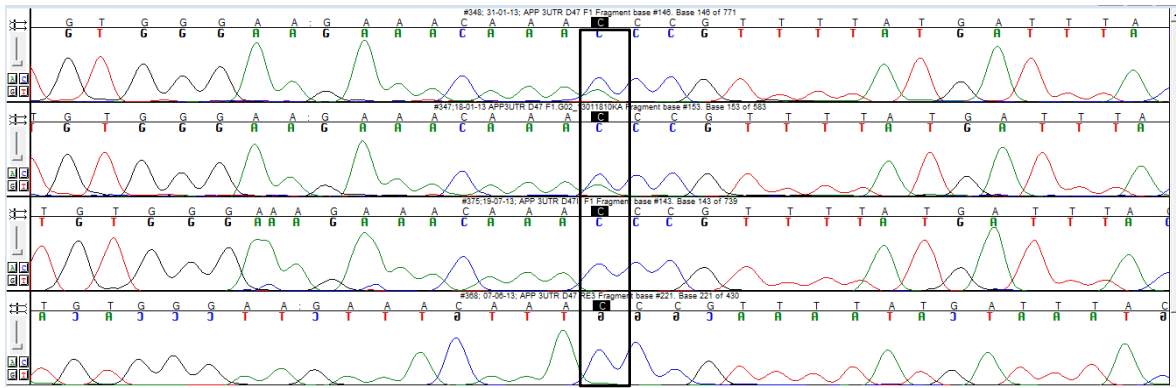 #348; 31-01-13; APP 3UTR D47 F1 Fragment base #146. Base 146 of 771
G T G G G A A : G A A A C A A A C C C G T T T T A T G A T T T A
G T G G G A A G A A A C A A A C C C G T T T T A T G A T T T A
A C
G T
#347;18-01-13 APP3UTR D47 F1:G02_13011810KA Fragment base #153. Base 153 of 583
T G T G G G A A : G A A A C A A A C C C G T T T T A T G A T T T A
T G T G G G A A G A A A C A A A C C C G T T T T A T G A T T T A
A C
G T
#375;19-07-13; APP 3UTR D47I F1 Fragment base #143. Base 143 of 739
T G T G G G A A A G A A A C A A A C C C G T T T T A T G A T T T A C
T G T G G G A A A G A A A C A A A C C C G T T T T A T G A T T T A C
A C
G T
#368; 07-06-13; APP 3UTR D47 RE3 Fragment base #221. Base 221 of 430
T G T G G G A A : G A A A C A A A C C C G T T T T A T G A T T T A C
A C A C C C T T C T T T G T T T G G G C A A A A T A C T A A A T G
A C
G T